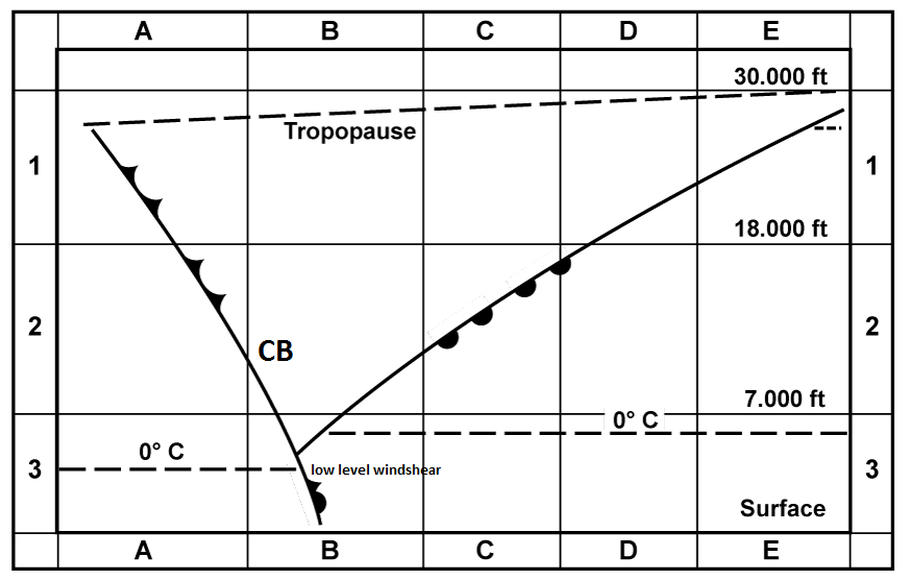 A B C D E
30.000 ft
Tropopause
1 1
18.000 ft
2 2
CB
7.000 ft
0° C
0° C
3 3
low level windshear
Surface
A B C D E